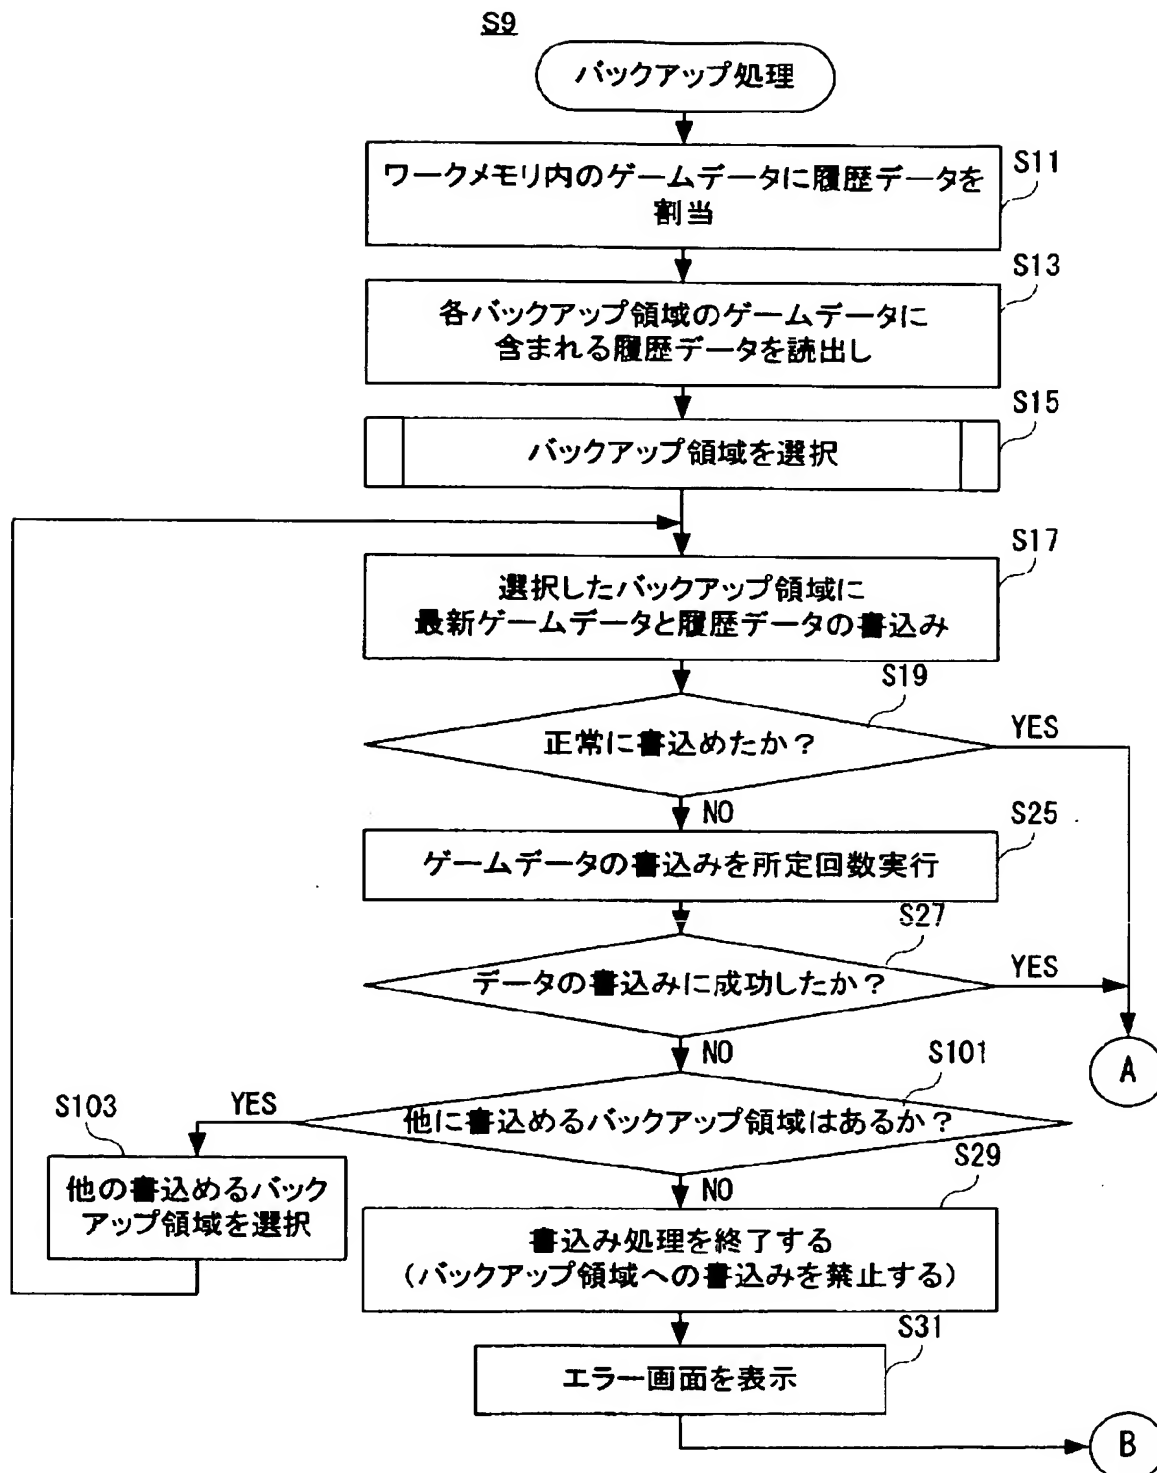 S9
バックアップ処理
S11
ワークメモリ内のゲームデータに履歴データを
割当
S13
各バックアップ領域のゲームデータに
含まれる履歴データを読出し
S15
バックアップ領域を選択
S17
選択したバックアップ領域に
最新ゲームデータと履歴データの書込み
S19
正常に書込めたか？
YES
NO
S25
ゲームデータの書込みを所定回数実行
S27
データの書込みに成功したか？
YES
NO
A
S101
他に書込めるバックアップ領域はあるか？
YES
S103
他の書込めるバック
アップ領域を選択
NO
S29
書込み処理を終了する
（バックアップ領域への書込みを禁止する）
S31
エラー画面を表示
B